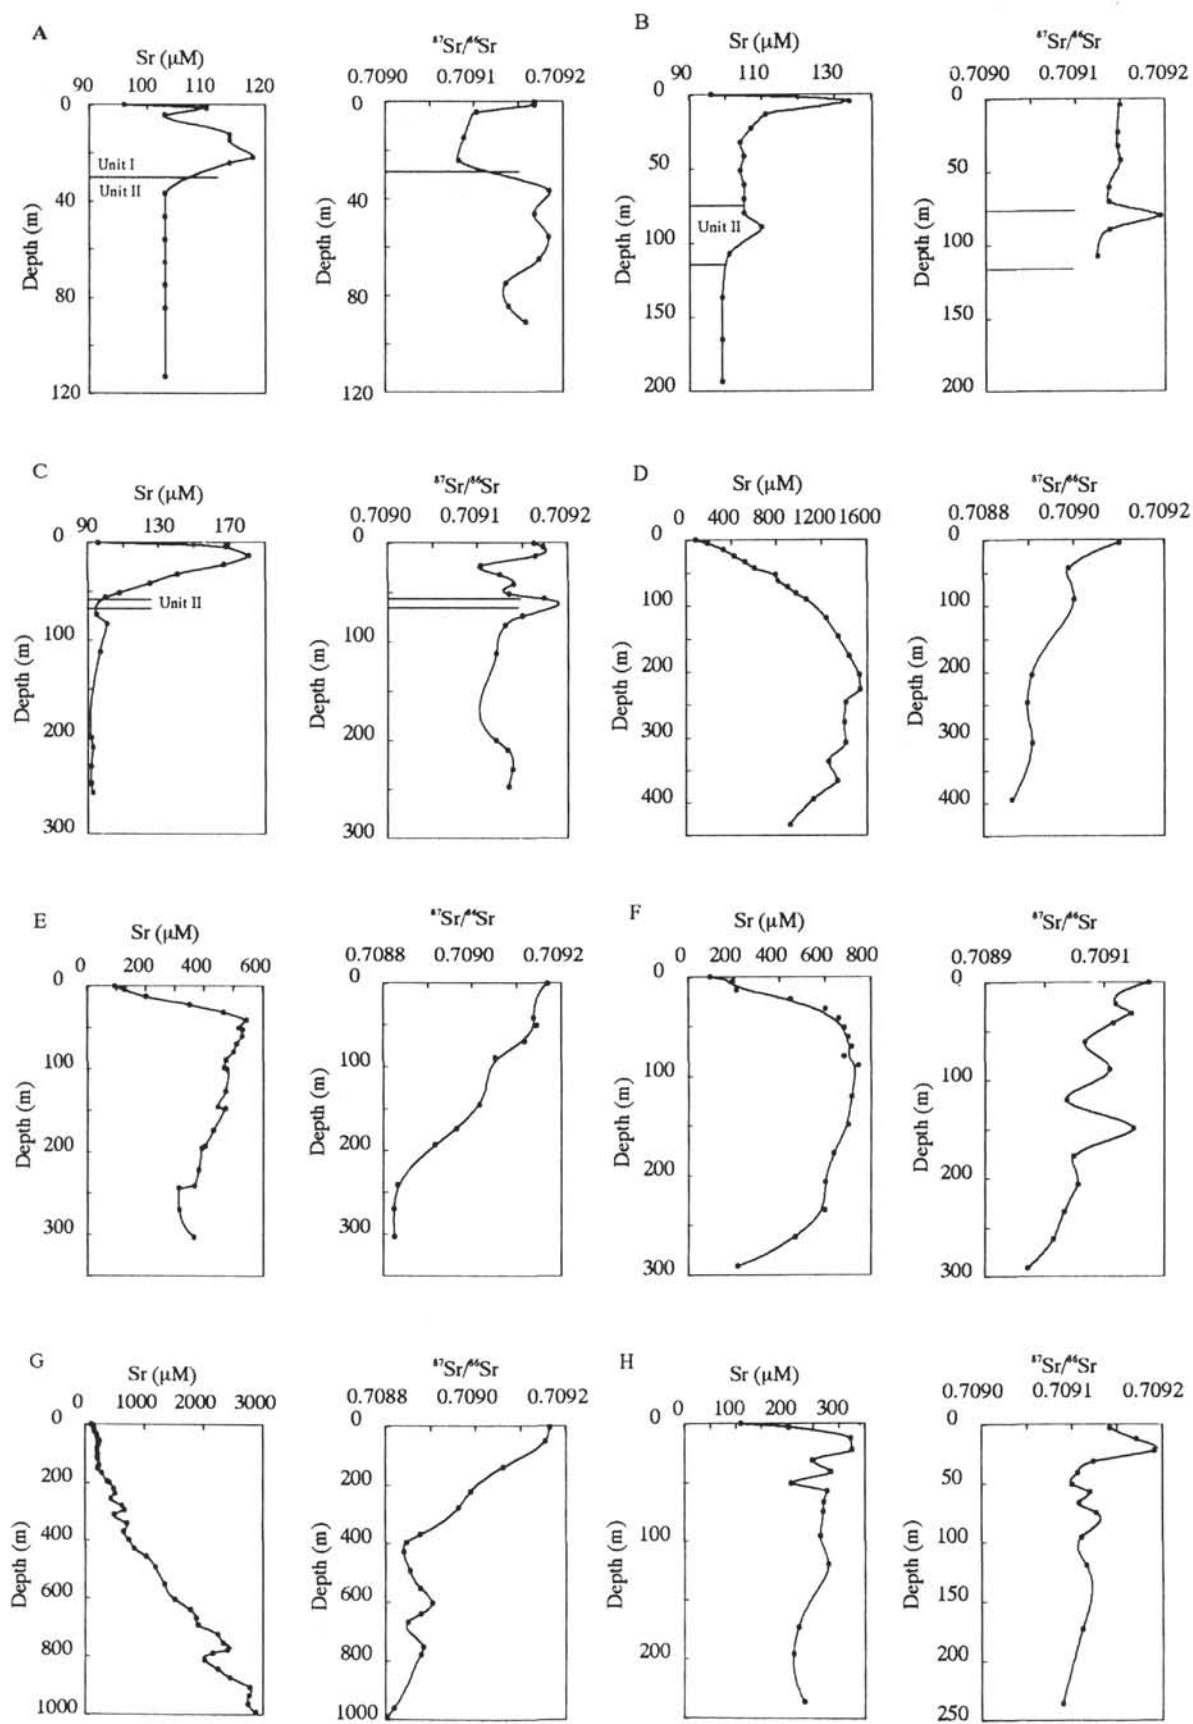 A
Sr (μM)
90 100 110 120
0
40
80
120
Depth (m)
Unit I
Unit II
⁸⁷Sr/⁸⁶Sr
0.7090 0.7091 0.7092
0
40
80
120
Depth (m)
B
Sr (μM)
90 110 130
0
50
100
150
200
Depth (m)
Unit II
⁸⁷Sr/⁸⁶Sr
0.7090 0.7091 0.7092
0
50
100
150
200
Depth (m)
C
Sr (μM)
90 130 170
0
100
200
300
Depth (m)
Unit II
⁸⁷Sr/⁸⁶Sr
0.7090 0.7091 0.7092
0
100
200
300
Depth (m)
D
Sr (μM)
0 400 800 1200 1600
0
100
200
300
400
Depth (m)
⁸⁷Sr/⁸⁶Sr
0.7088 0.7090 0.7092
0
100
200
300
400
Depth (m)
E
Sr (μM)
0 200 400 600
0
100
200
300
Depth (m)
⁸⁷Sr/⁸⁶Sr
0.7088 0.7090 0.7092
0
100
200
300
Depth (m)
F
Sr (μM)
0 200 400 600 800
0
100
200
300
Depth (m)
⁸⁷Sr/⁸⁶Sr
0.7089 0.7091
0
100
200
300
Depth (m)
G
Sr (μM)
0 1000 2000 3000
0
200
400
600
800
1000
Depth (m)
⁸⁷Sr/⁸⁶Sr
0.7088 0.7090 0.7092
0
200
400
600
800
1000
Depth (m)
H
Sr (μM)
0 100 200 300
0
100
200
Depth (m)
⁸⁷Sr/⁸⁶Sr
0.7090 0.7091 0.7092
0
50
100
150
200
250
Depth (m)